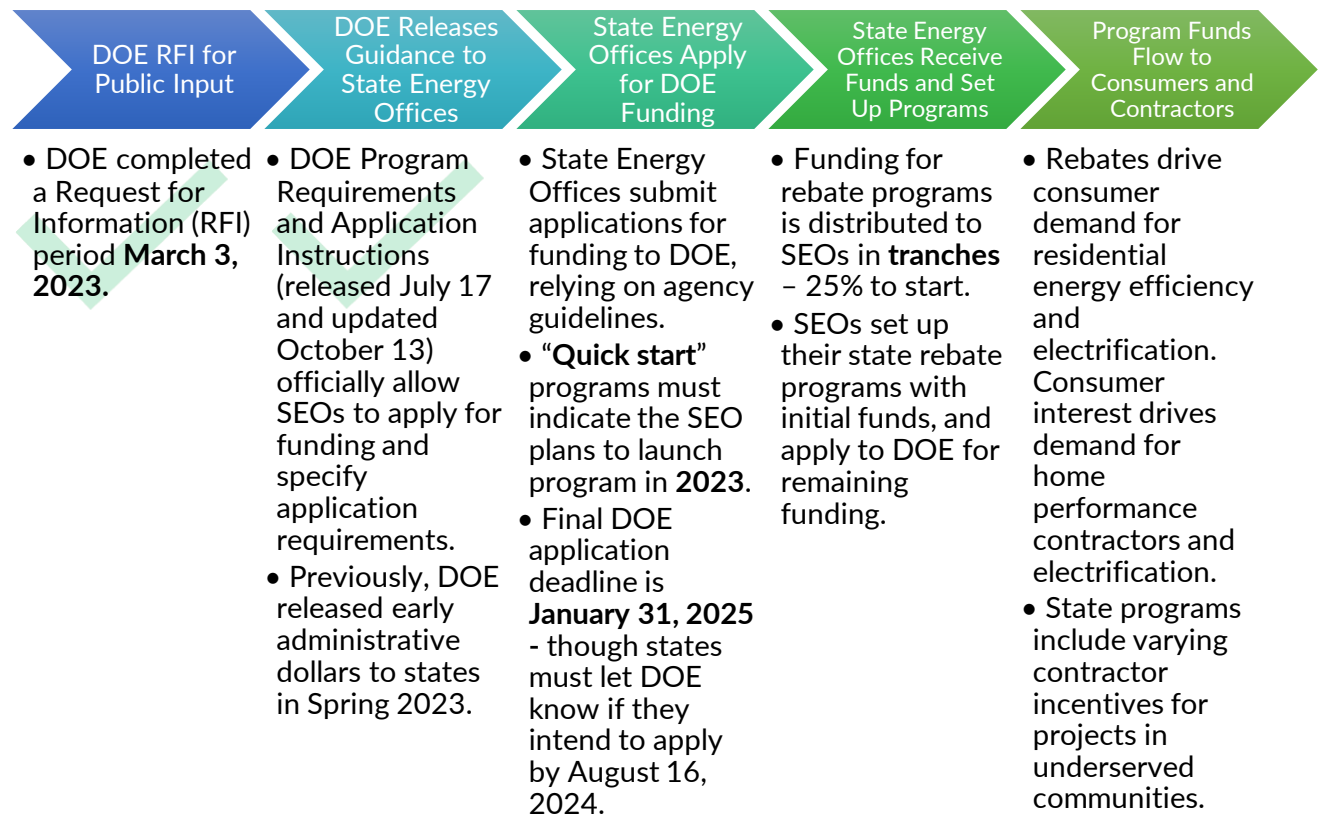 DOE RFI for
Public Input
DOE Releases
Guidance to
State Energy
Offices
State Energy
Offices Apply
for DOE
Funding
State Energy
Offices Receive
Funds and Set
Up Programs
Program Funds
Flow to
Consumers and
Contractors
• DOE completed
a Request for
Information (RFI)
period March 3,
2023.
• DOE Program
Requirements
and Application
Instructions
(released July 17
and updated
October 13)
officially allow
SEOs to apply for
funding and
specify
application
requirements.
• Previously, DOE
released early
administrative
dollars to states
in Spring 2023.
• State Energy
Offices submit
applications for
funding to DOE,
relying on agency
guidelines.
• “Quick start”
programs must
indicate the SEO
plans to launch
program in 2023.
• Final DOE
application
deadline is
January 31, 2025
- though states
must let DOE
know if they
intend to apply
by August 16,
2024.
• Funding for
rebate programs
is distributed to
SEOs in tranches
– 25% to start.
• SEOs set up
their state rebate
programs with
initial funds, and
apply to DOE for
remaining
funding.
• Rebates drive
consumer
demand for
residential
energy efficiency
and
electrification.
Consumer
interest drives
demand for
home
performance
contractors and
electrification.
• State programs
include varying
contractor
incentives for
projects in
underserved
communities.